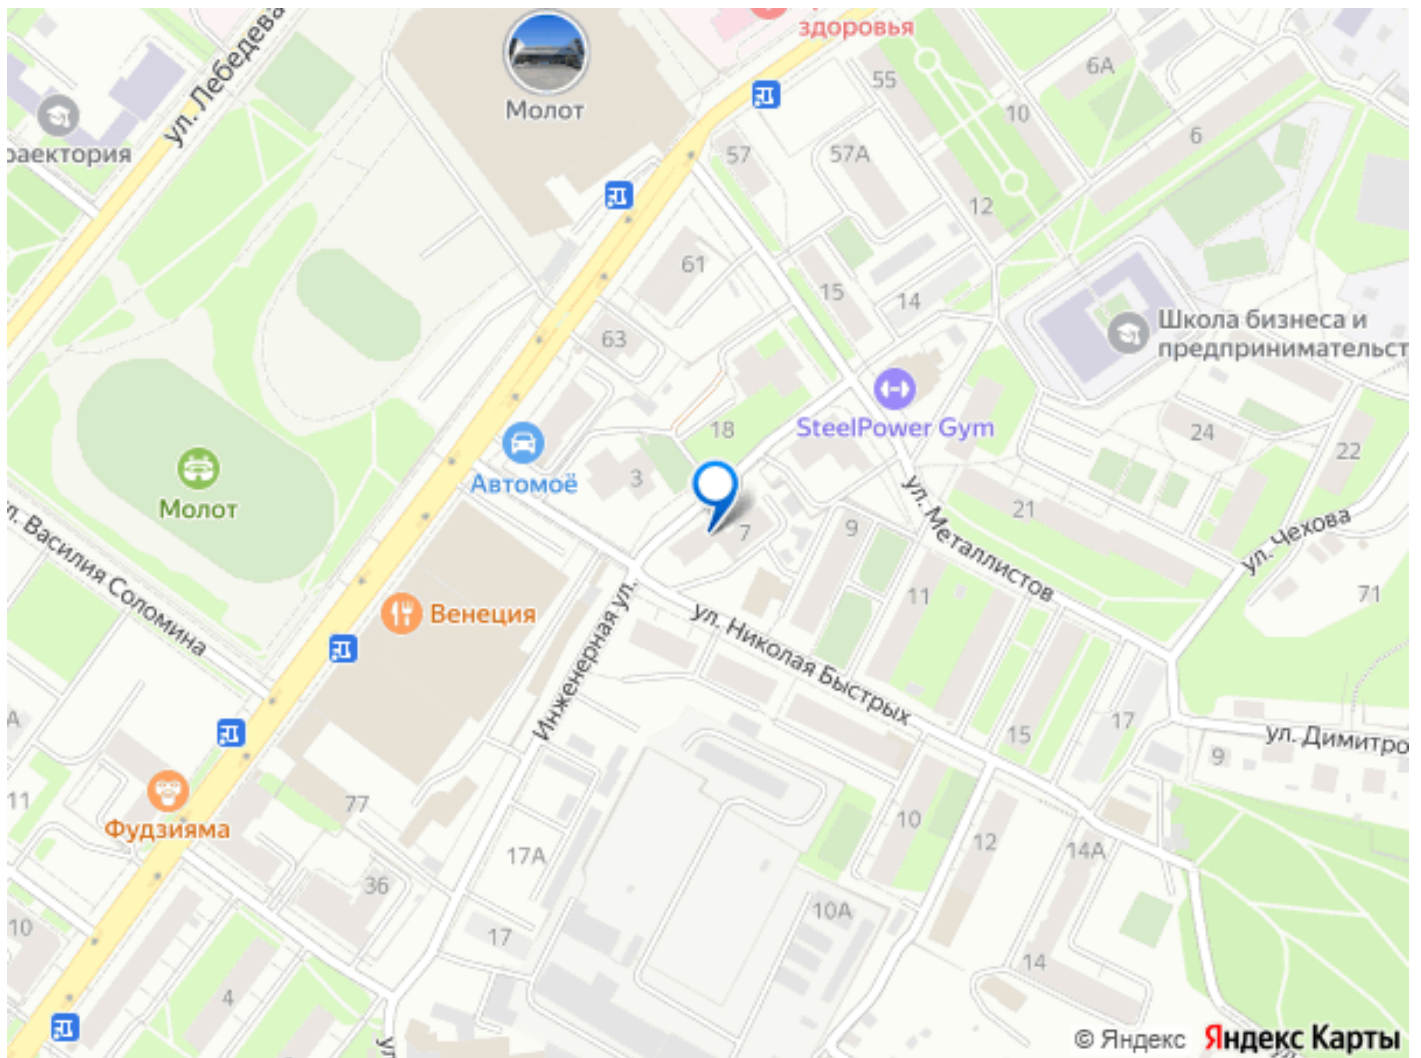 здоровья
ул. Лебедева
Молот
раектория
55
6А
10
6
57
57А
12
61
15
14
63
Школа бизнеса и
предпринимательст
SteelPower Gym
18
24
22
Автомоё
3
Молот
7
9
21
ул. Металлистов
ул. Чехова
71
л. Василия Соломина
Венеция
11
Инженерная ул.
ул. Николая Быстрых
15
17
ул. Димитро
9
А
11
Фудзияма
77
17А
36
10
12
14А
10А
17
10
4
14
ул
© Яндекс Яндекс Карты